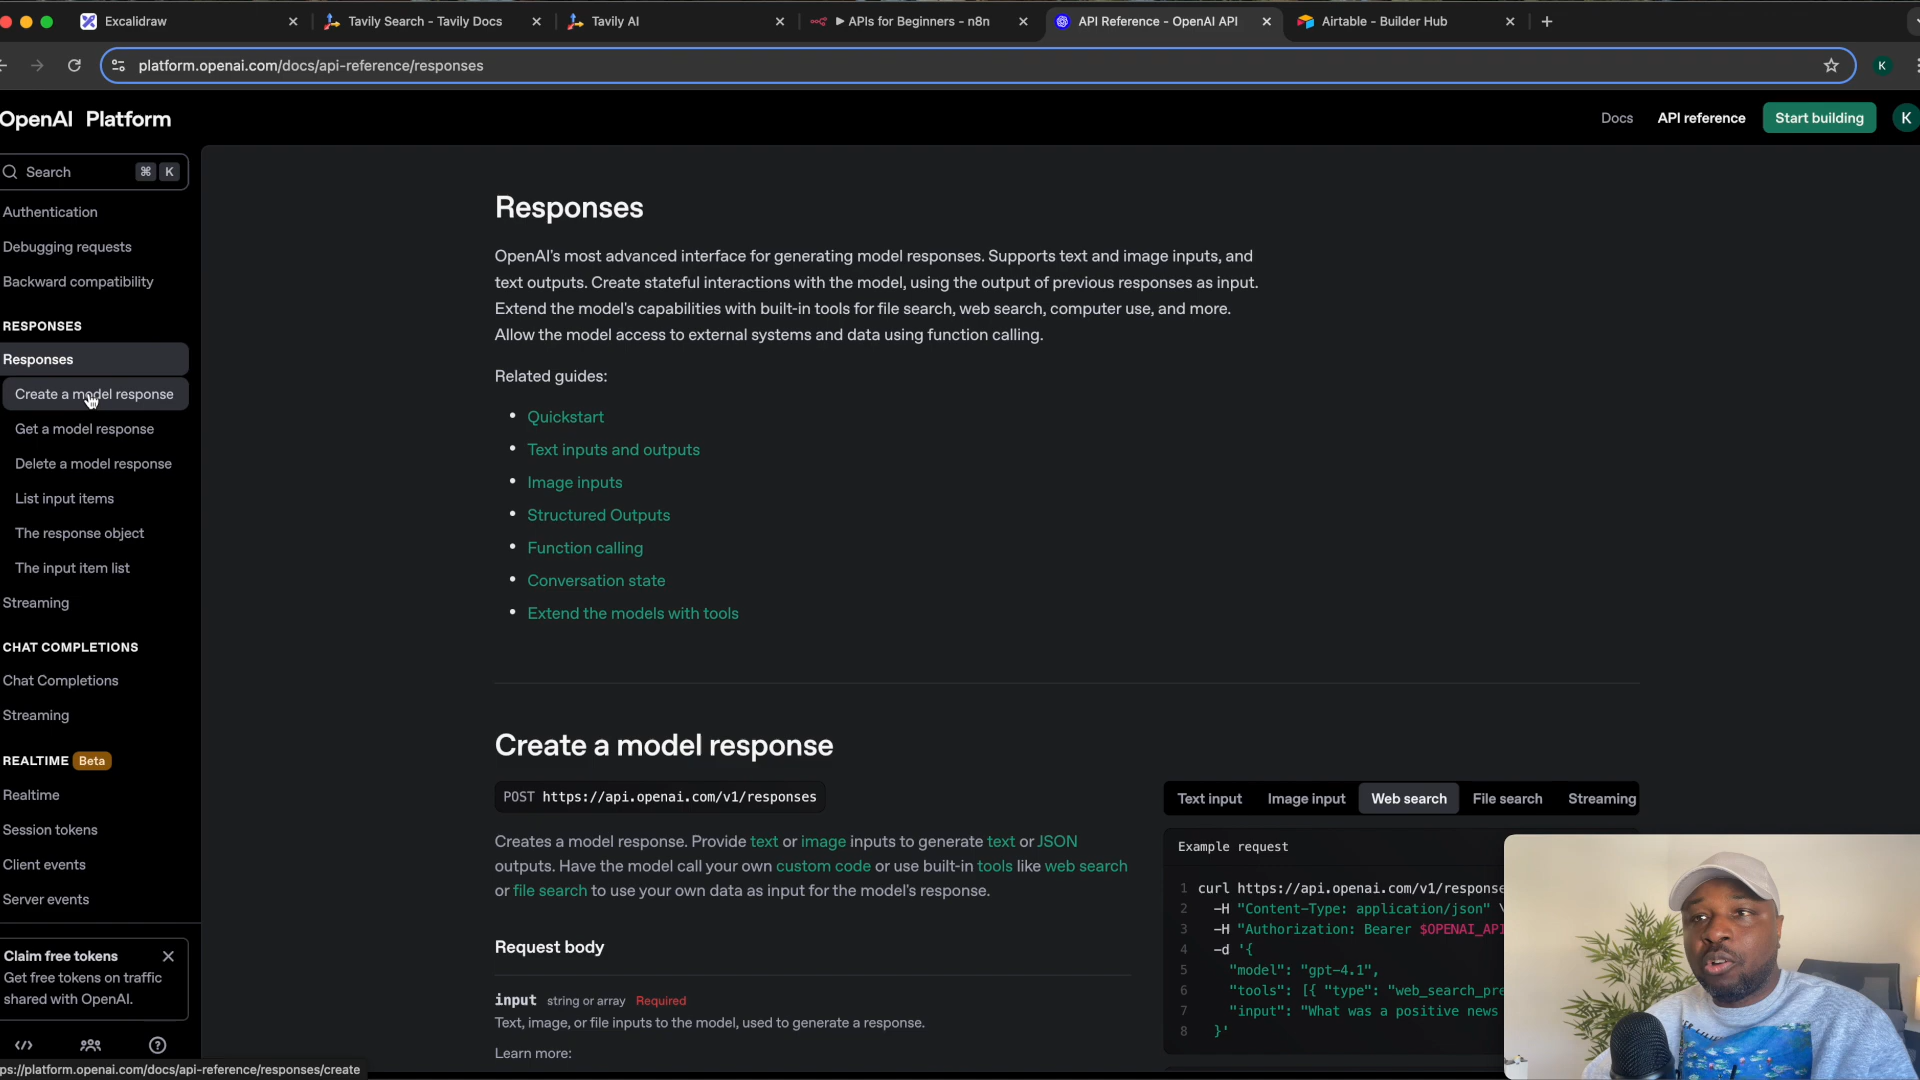 Excalidraw
Tavily Search - Tavily Docs
Tavily AI
APIs for Beginners - n8n
API Reference - OpenAI API
Airtable - Builder Hub
platform.openai.com/docs/api-reference/responses
K
OpenAI Platform
Docs
API reference
Start building
K
Search
⌘ K
Authentication
Debugging requests
Backward compatibility
RESPONSES
Responses
Create a model response
Get a model response
Delete a model response
List input items
The response object
The input item list
Streaming
CHAT COMPLETIONS
Chat Completions
Streaming
REALTIME Beta
Realtime
Session tokens
Client events
Server events
Claim free tokens
Get free tokens on traffic
shared with OpenAI.
ps://platform.openai.com/docs/api-reference/responses/create
Responses
OpenAI's most advanced interface for generating model responses. Supports text and image inputs, and
text outputs. Create stateful interactions with the model, using the output of previous responses as input.
Extend the model's capabilities with built-in tools for file search, web search, computer use, and more.
Allow the model access to external systems and data using function calling.
Related guides:
• Quickstart
• Text inputs and outputs
• Image inputs
• Structured Outputs
• Function calling
• Conversation state
• Extend the models with tools
Create a model response
POST https://api.openai.com/v1/responses
Creates a model response. Provide text or image inputs to generate text or JSON
outputs. Have the model call your own custom code or use built-in tools like web search
or file search to use your own data as input for the model's response.
Request body
input string or array Required
Text, image, or file inputs to the model, used to generate a response.
Learn more:
Text input
Image input
Web search
File search
Streaming
Example request
1 curl https://api.openai.com/v1/response
2 -H "Content-Type: application/json" \
3 -H "Authorization: Bearer $OPENAI_API
4 -d '{
5 "model": "gpt-4.1",
6 "tools": [{ "type": "web_search_pre
7 "input": "What was a positive news
8 }'